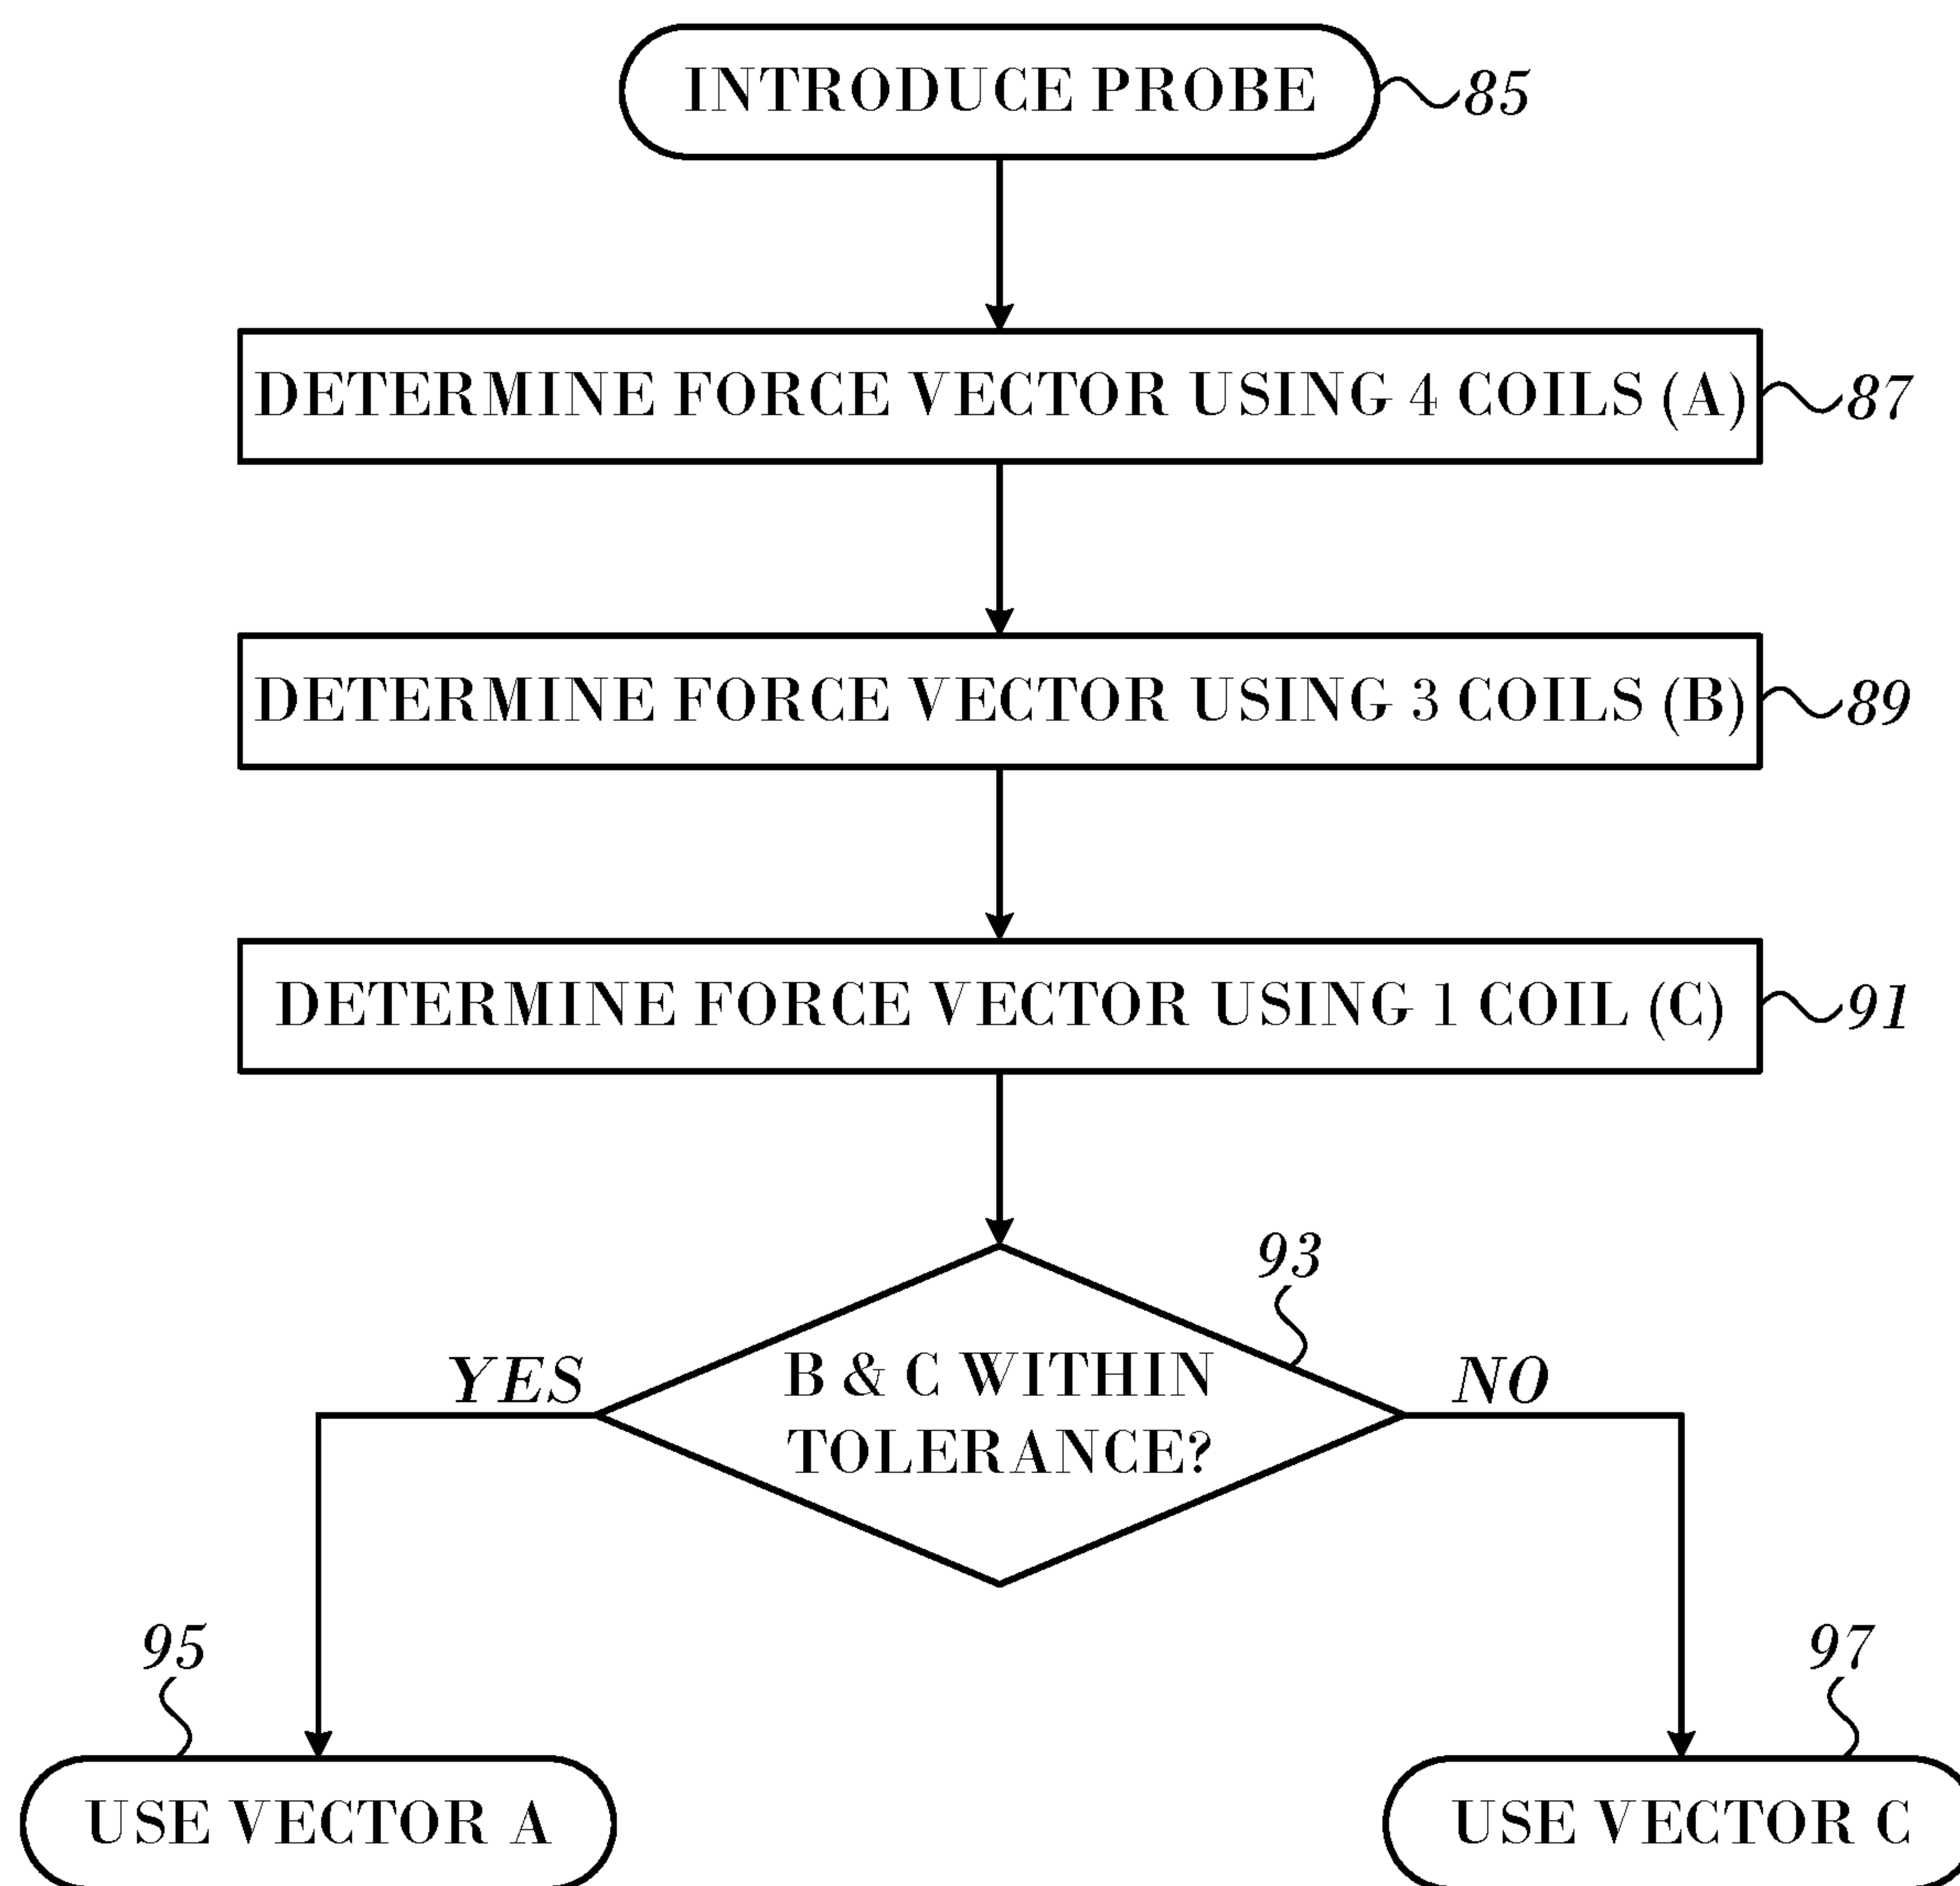 INTRODUCE PROBE
85
DETERMINE FORCE VECTOR USING 4 COILS (A)
87
DETERMINE FORCE VECTOR USING 3 COILS (B)
89
DETERMINE FORCE VECTOR USING 1 COIL (C)
91
93
YES
B & C WITHIN
TOLERANCE?
NO
95
97
USE VECTOR A
USE VECTOR C